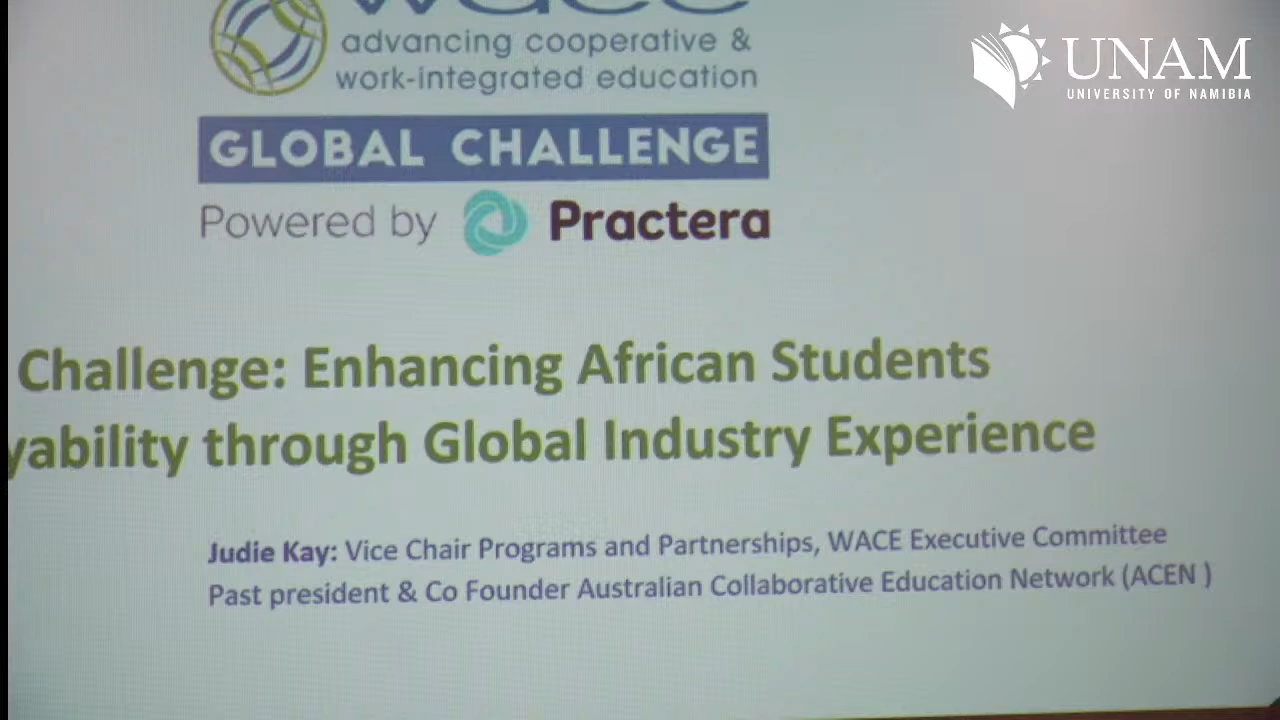 wace
advancing cooperative &
work-integrated education
GLOBAL CHALLENGE
Powered by Practera
Challenge: Enhancing African Students
yability through Global Industry Experience
Judie Kay: Vice Chair Programs and Partnerships, WACE Executive Committee
Past president & Co Founder Australian Collaborative Education Network (ACEN )
UNAM
UNIVERSITY OF NAMIBIA